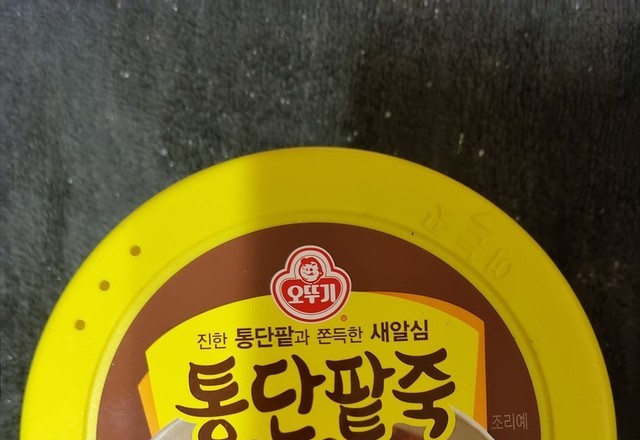 오뚜기
진한 통단팥과 쫀득한 새알심
통단팥죽
조리예